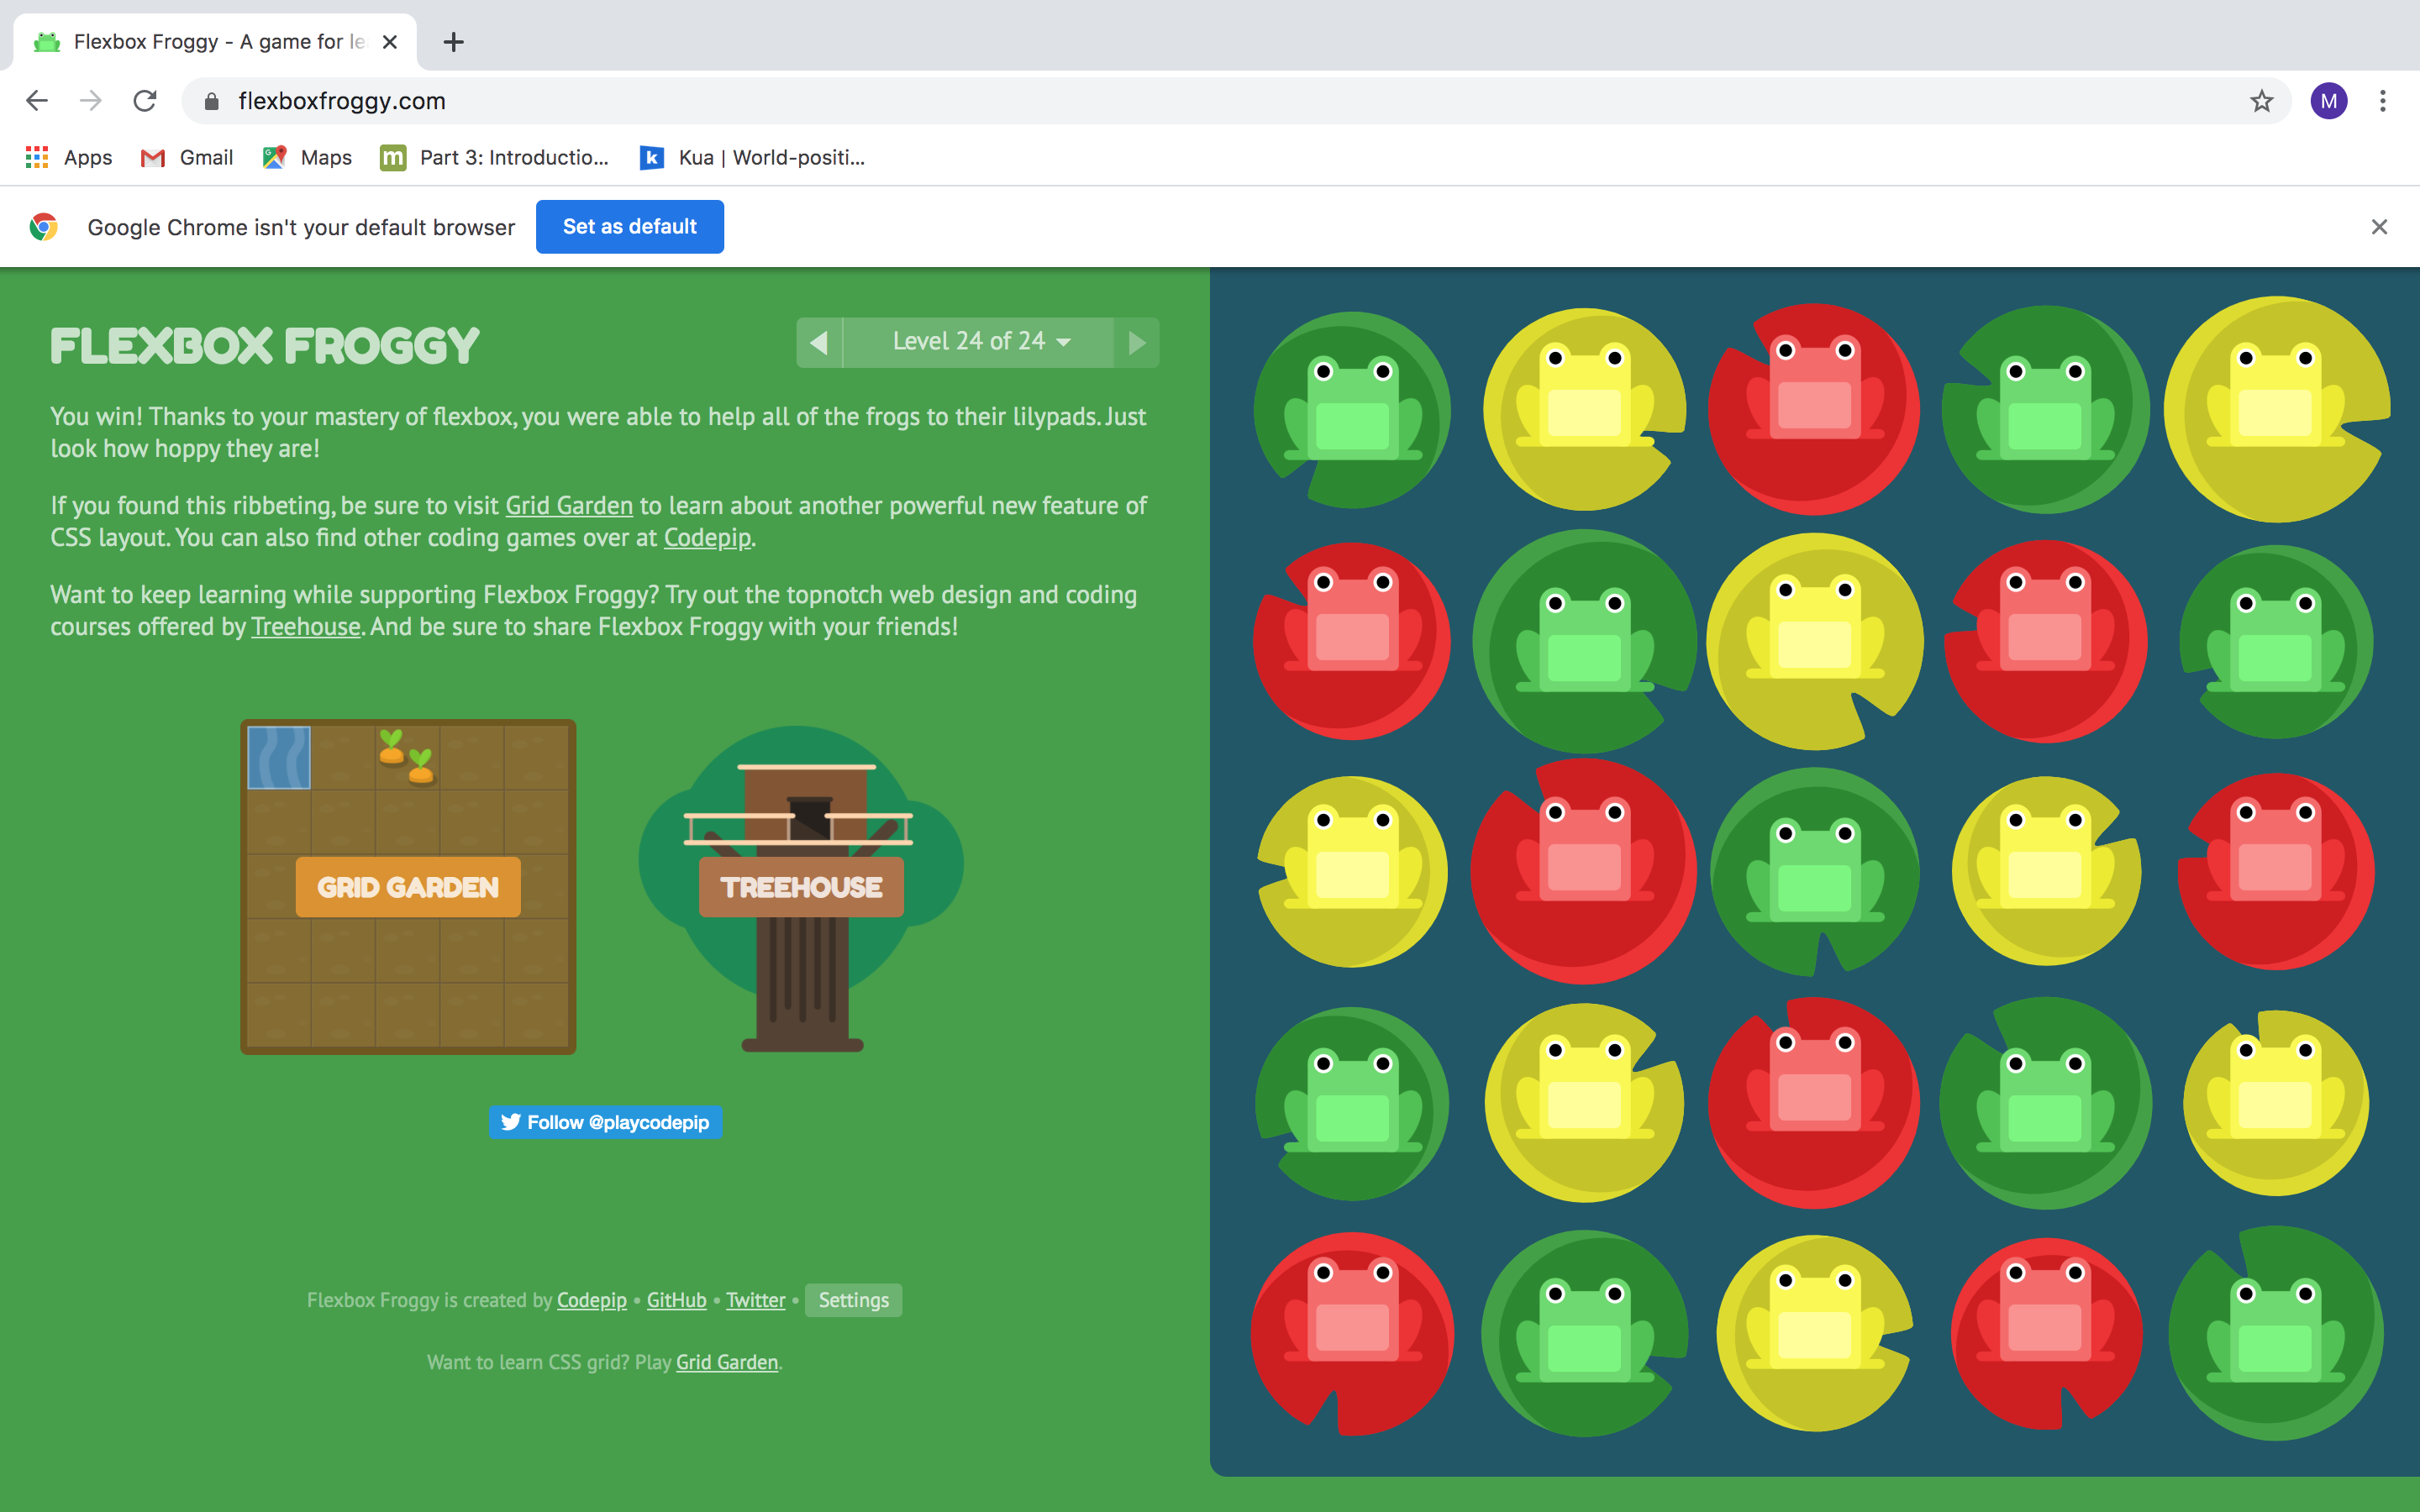 Flexbox Froggy - A game for le
flexboxfroggy.com
M
Apps
Gmail
Maps
m
Part 3: Introductio...
k
Kua | World-positi...
Google Chrome isn't your default browser
Set as default
FLEXBOX FROGGY
Level 24 of 24
You win! Thanks to your mastery of flexbox, you were able to help all of the frogs to their lilypads. Just
look how hoppy they are!
If you found this ribbeting, be sure to visit Grid Garden to learn about another powerful new feature of
CSS layout. You can also find other coding games over at Codepip.
Want to keep learning while supporting Flexbox Froggy? Try out the topnotch web design and coding
courses offered by Treehouse. And be sure to share Flexbox Froggy with your friends!
GRID GARDEN
TREEHOUSE
Follow @playcodepip
Flexbox Froggy is created by Codepip • GitHub • Twitter • Settings
Want to learn CSS grid? Play Grid Garden.